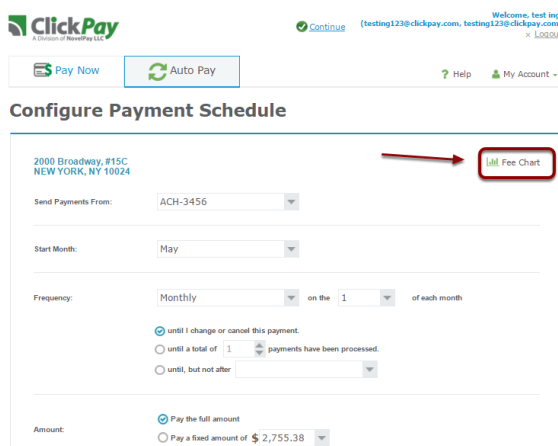 ClickPay
A Division of NovelPay LLC
Continue
Welcome, test ing
(testing123@clickpay.com, testing123@clickpay.com
× Logou
Pay Now
Auto Pay
? Help
My Account
Configure Payment Schedule
2000 Broadway, #15C
NEW YORK, NY 10024
Fee Chart
Send Payments From: ACH-3456
Start Month: May
Frequency: Monthly on the 1 of each month
until I change or cancel this payment.
until a total of 1 payments have been processed.
until, but not after
Amount:
Pay the full amount
Pay a fixed amount of $ 2,755.38